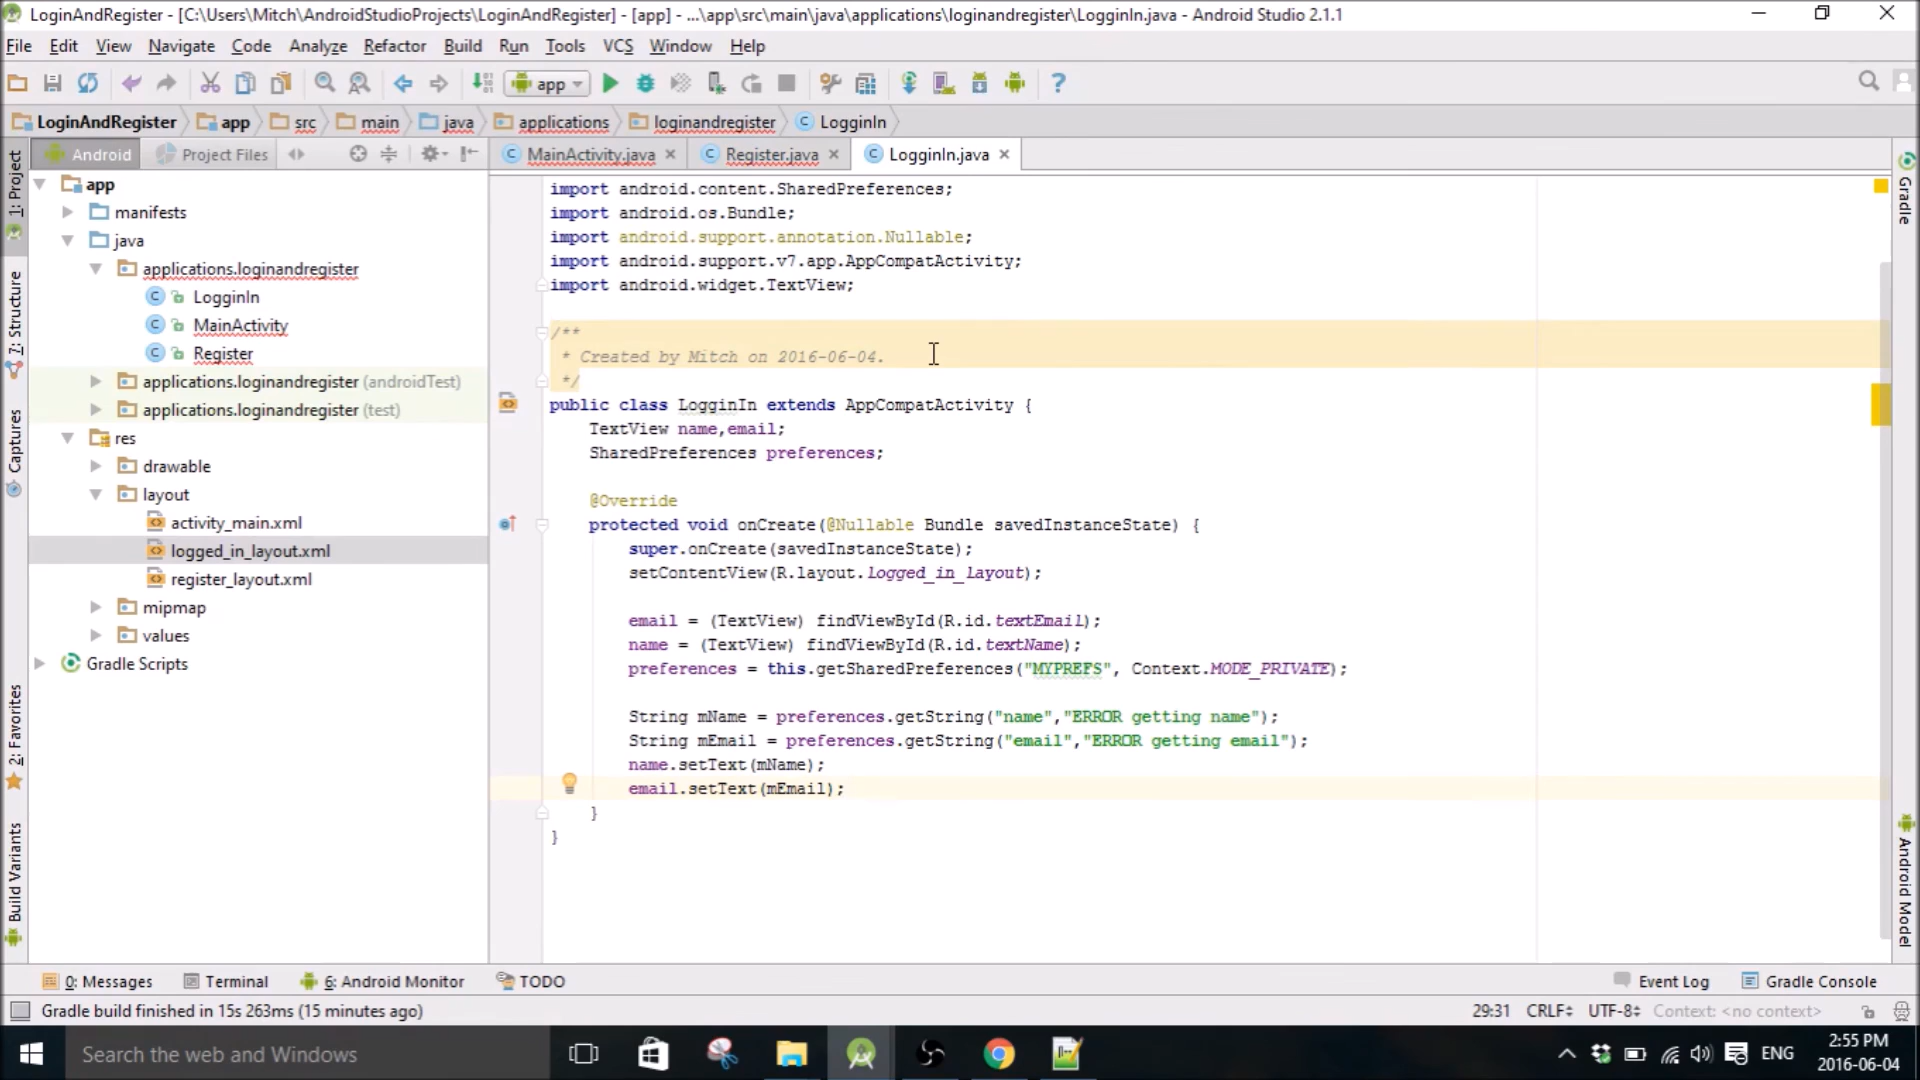 LoginAndRegister - [C:\Users\Mitch\AndroidStudioProjects\LoginAndRegister] - [app] - ...\app\src\main\java\applications\loginandregister\LogginIn.java - Android Studio 2.1.1
File Edit View Navigate Code Analyze Refactor Build Run Tools VCS Window Help
app
LoginAndRegister app src main java applications loginandregister LogginIn
Android Project Files
MainActivity.java Register.java LogginIn.java
1: Project
7: Structure
Captures
2: Favorites
Build Variants
app
manifests
java
applications.loginandregister
LogginIn
MainActivity
Register
applications.loginandregister (androidTest)
applications.loginandregister (test)
res
drawable
layout
activity_main.xml
logged_in_layout.xml
register_layout.xml
mipmap
values
Gradle Scripts
import android.content.SharedPreferences;
import android.os.Bundle;
import android.support.annotation.Nullable;
import android.support.v7.app.AppCompatActivity;
import android.widget.TextView;
/**
* Created by Mitch on 2016-06-04.
*/
public class LogginIn extends AppCompatActivity {
TextView name,email;
SharedPreferences preferences;
@Override
protected void onCreate(@Nullable Bundle savedInstanceState) {
super.onCreate(savedInstanceState);
setContentView(R.layout.logged_in_layout);
email = (TextView) findViewById(R.id.textEmail);
name = (TextView) findViewById(R.id.textName);
preferences = this.getSharedPreferences("MYPREFS", Context.MODE_PRIVATE);
String mName = preferences.getString("name","ERROR getting name");
String mEmail = preferences.getString("email","ERROR getting email");
name.setText(mName);
email.setText(mEmail);
}
}
Gradle
Android Model
0: Messages Terminal 6: Android Monitor TODO Event Log Gradle Console
Gradle build finished in 15s 263ms (15 minutes ago) 29:31 CRLF UTF-8 Context: <no context>
Search the web and Windows
ENG
2:55 PM
2016-06-04